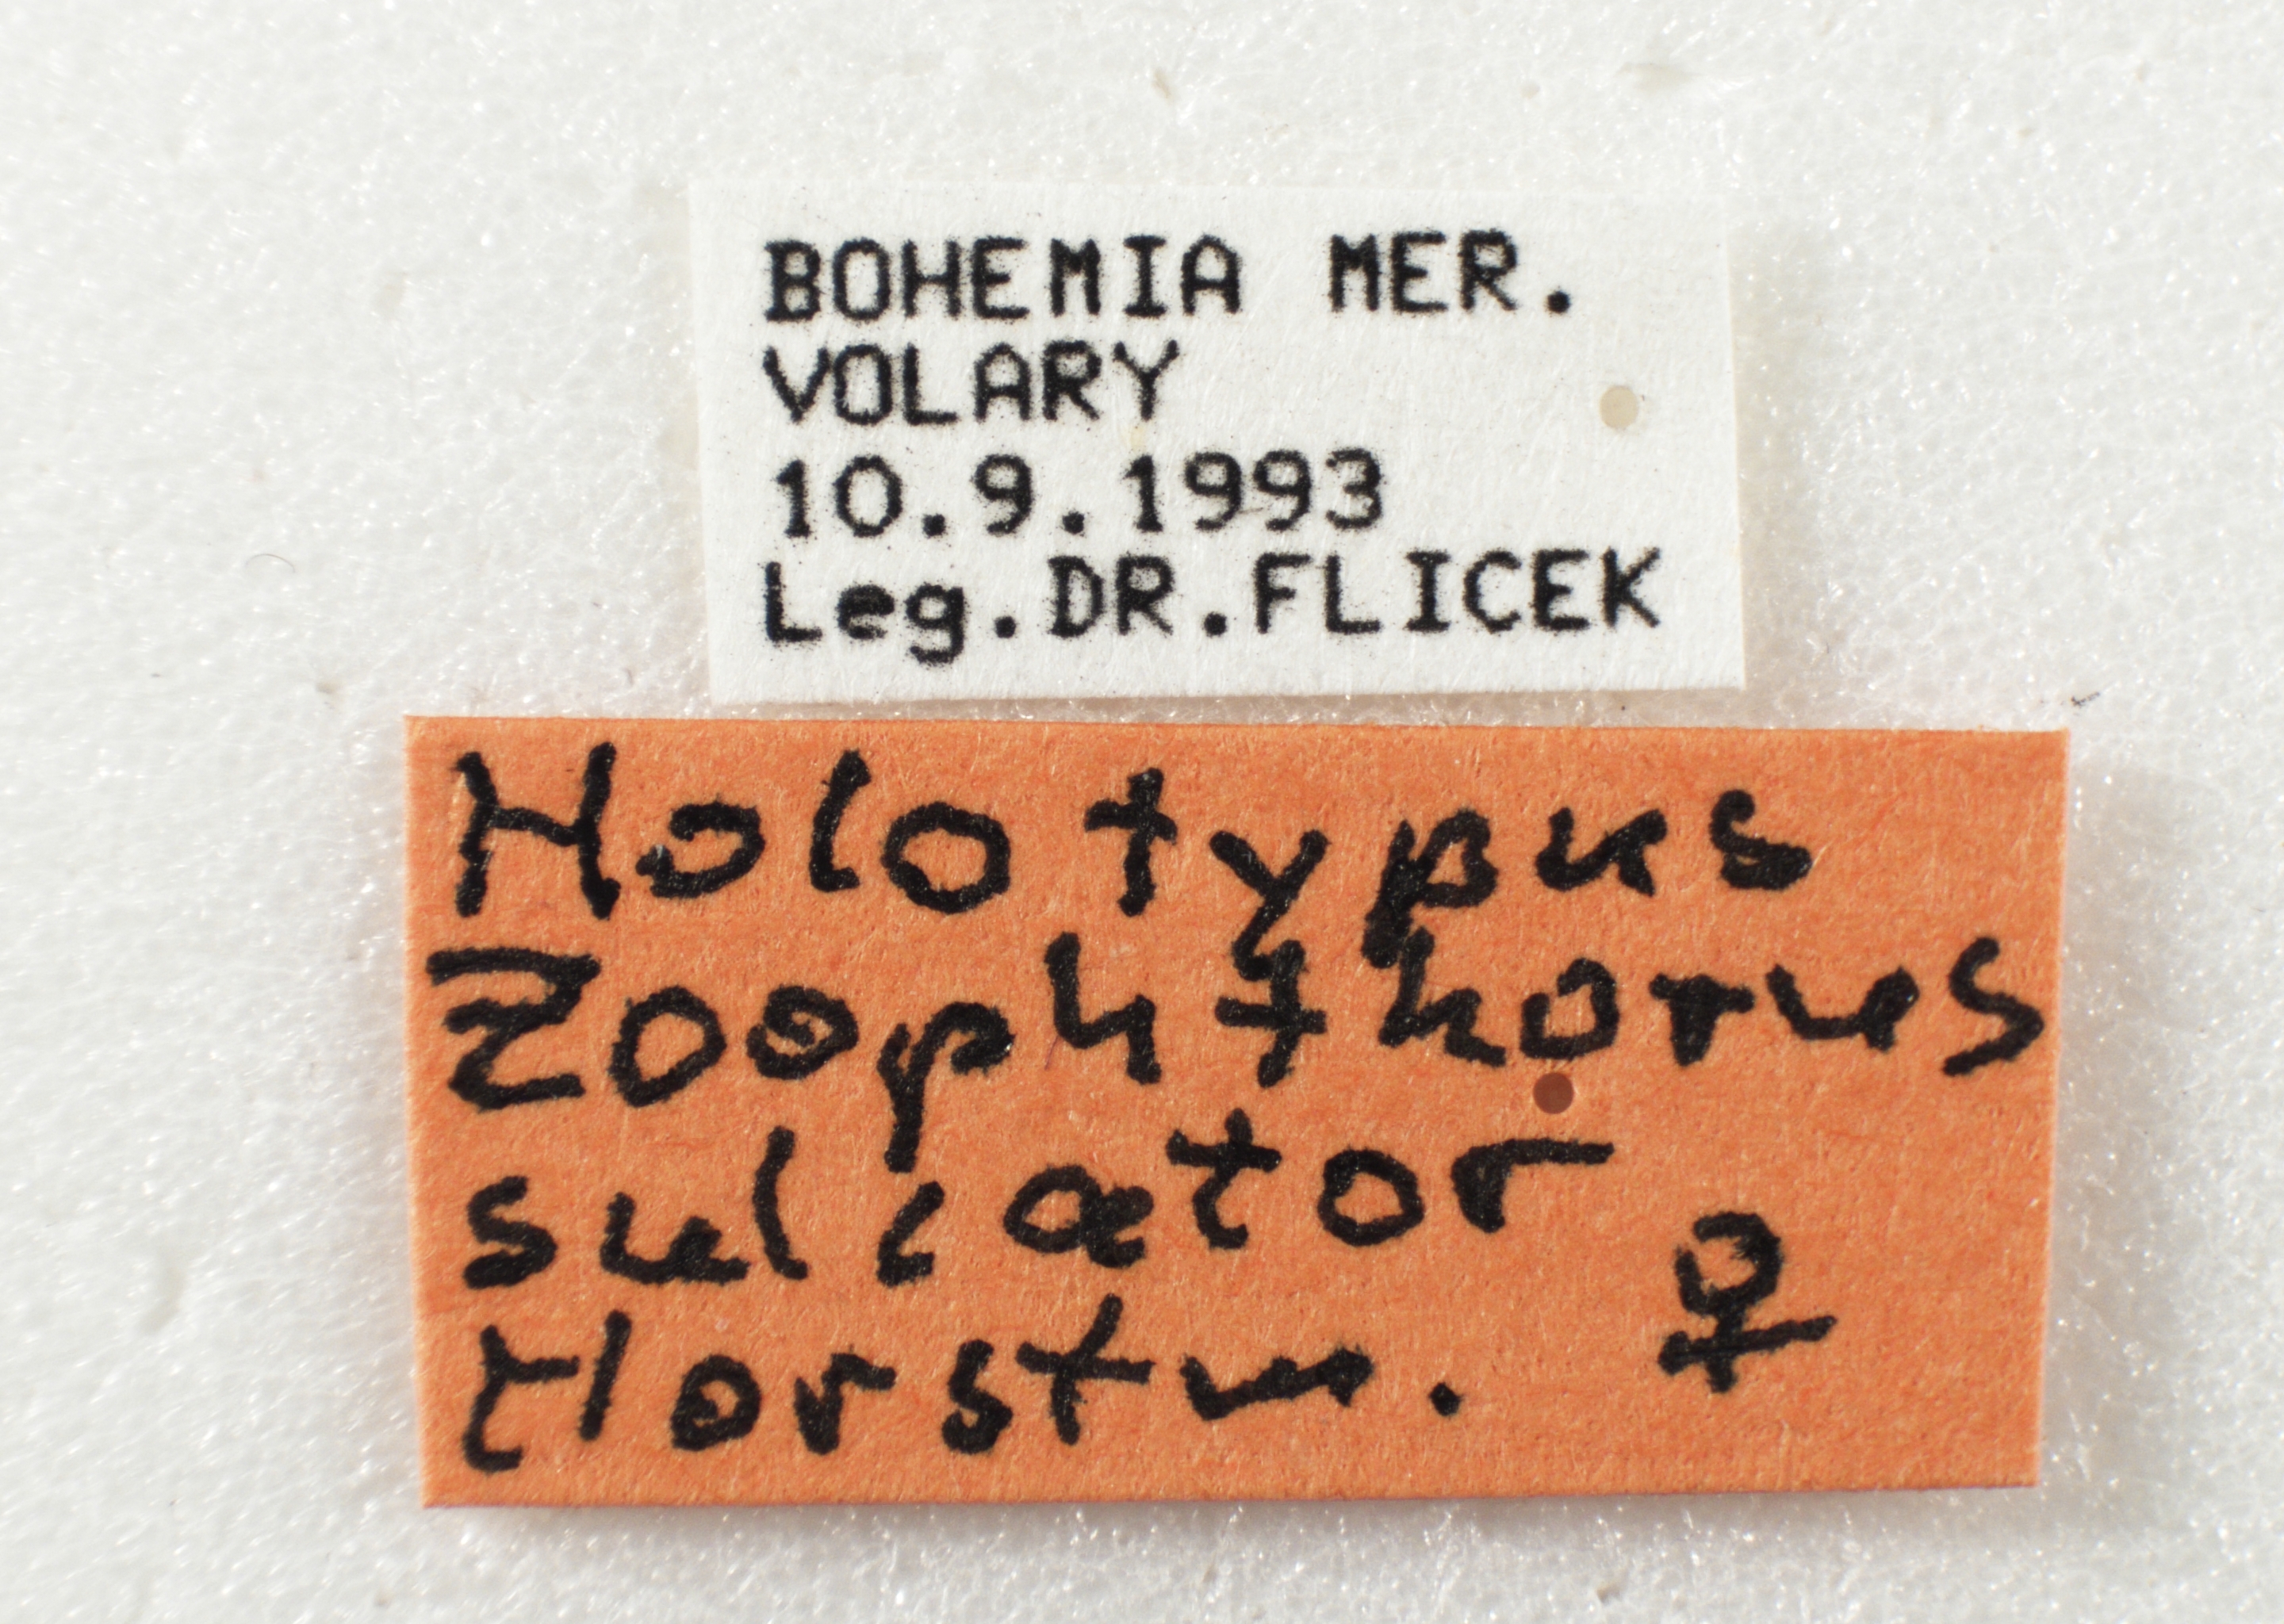 BOHEMIA MER.
VOLARY
10.9.1993
Leg.DR.FLICEK
Holotypus
Zoophthorus
sulcator
Horstm. ♀